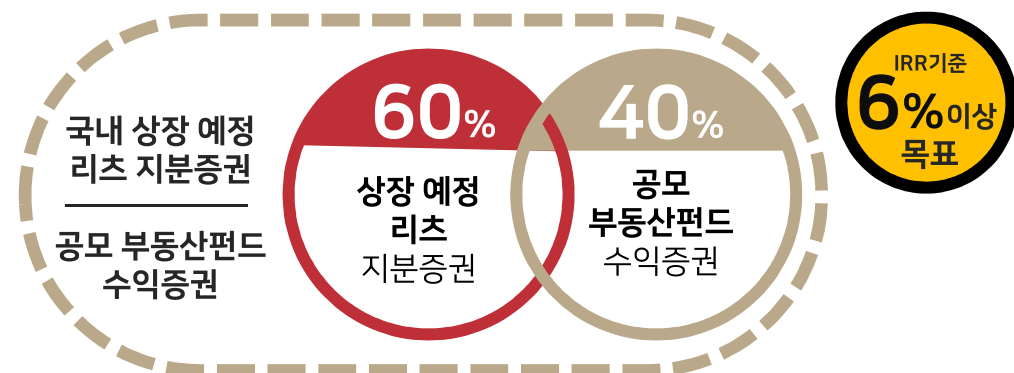 국내 상장 예정
리츠 지분증권
공모 부동산펀드
수익증권
60%
상장 예정
리츠
지분증권
40%
공모
부동산펀드
수익증권
IRR기준
6%이상
목표